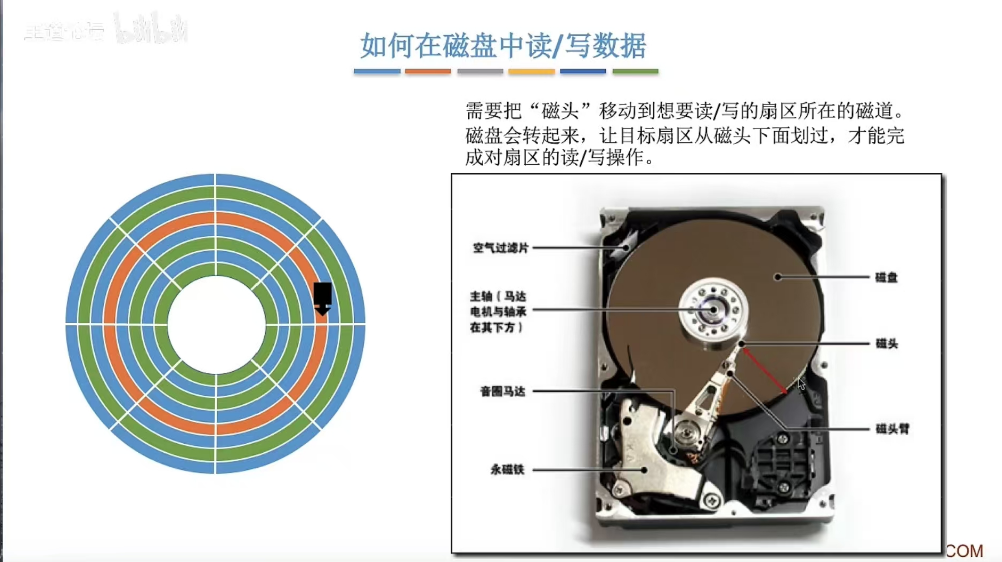 bilibili
如何在磁盘中读/写数据
需要把“磁头”移动到想要读/写的扇区所在的磁道。
磁盘会转起来，让目标扇区从磁头下面划过，才能完
成对扇区的读/写操作。
空气过滤片
主轴（马达
电机与轴承
在其下方）
音圈马达
永磁铁
磁盘
磁头
磁头臂
COM